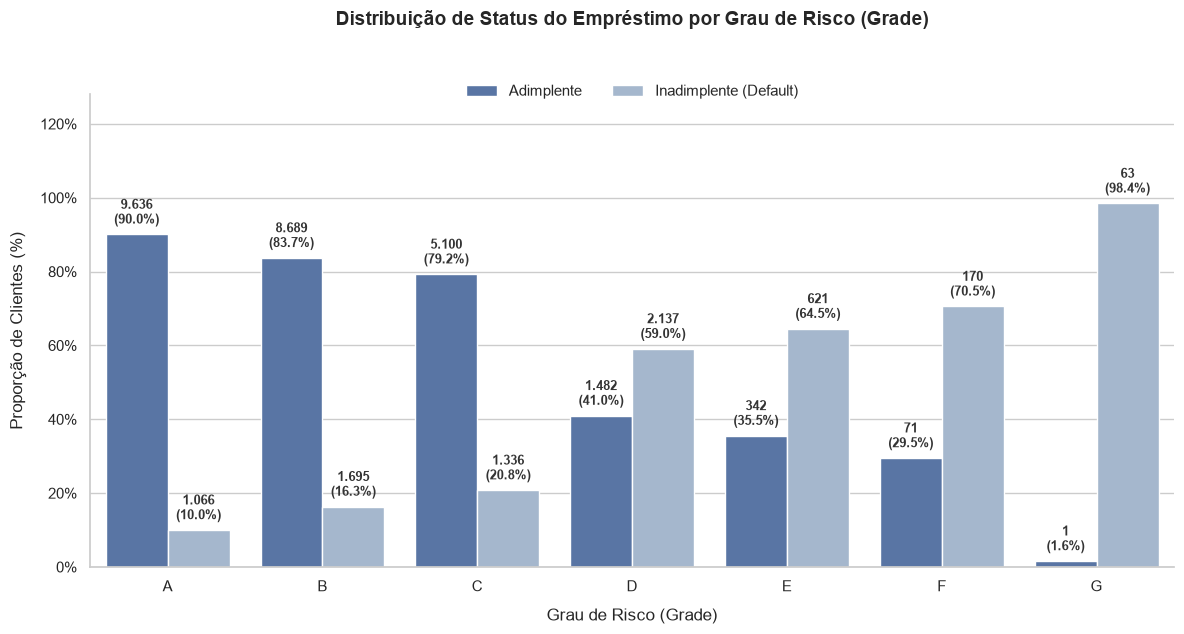 Distribuição de Status do Empréstimo por Grau de Risco (Grade)
Adimplente
Inadimplente (Default)
Proporção de Clientes (%)
120%
100%
80%
60%
40%
20%
0%
9.636
(90.0%)
1.066
(10.0%)
8.689
(83.7%)
1.695
(16.3%)
5.100
(79.2%)
1.336
(20.8%)
1.482
(41.0%)
2.137
(59.0%)
342
(35.5%)
621
(64.5%)
71
(29.5%)
170
(70.5%)
1
(1.6%)
63
(98.4%)
A
B
C
D
E
F
G
Grau de Risco (Grade)